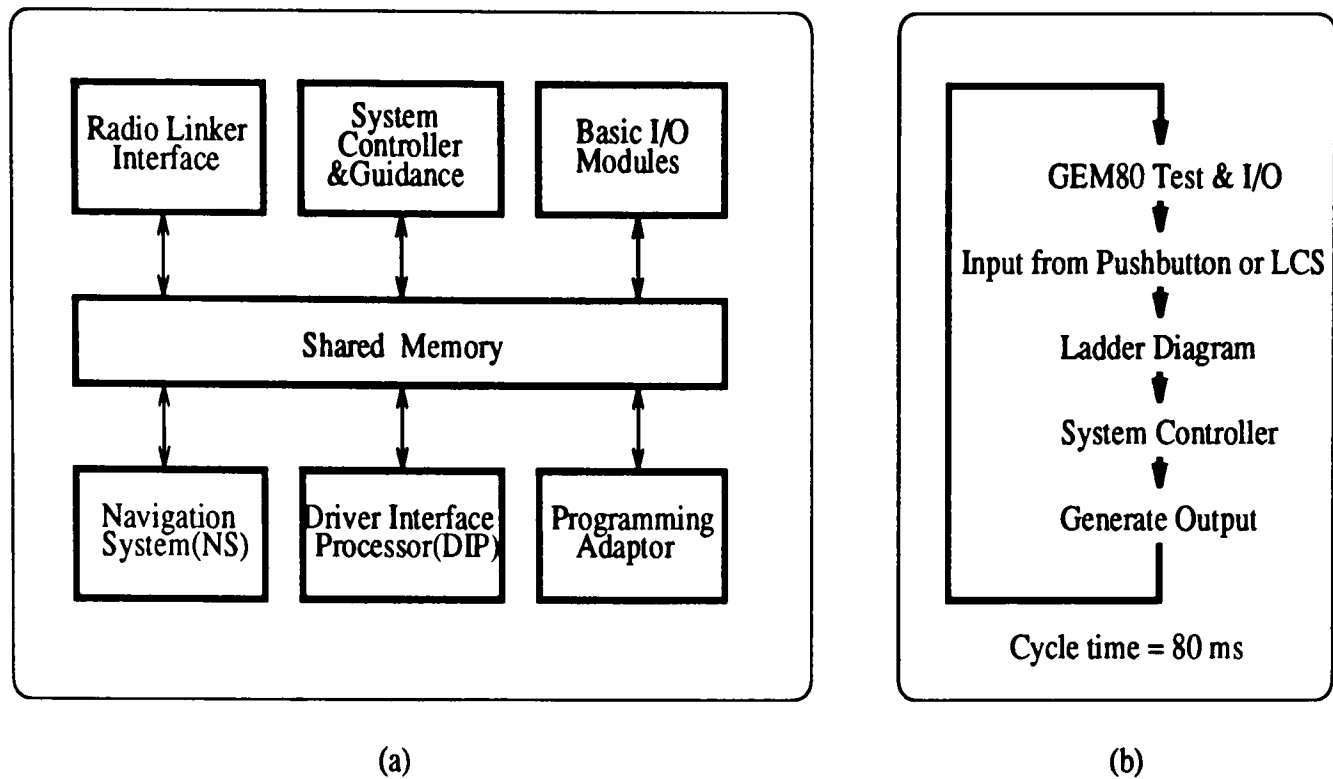 Radio Linker
Interface
System
Controller
&Guidance
Basic I/O
Modules
Shared Memory
Navigation
System(NS)
Driver Interface
Processor(DIP)
Programming
Adaptor
(a)
GEM80 Test & I/O
Input from Pushbutton or LCS
Ladder Diagram
System Controller
Generate Output
Cycle time = 80 ms
(b)